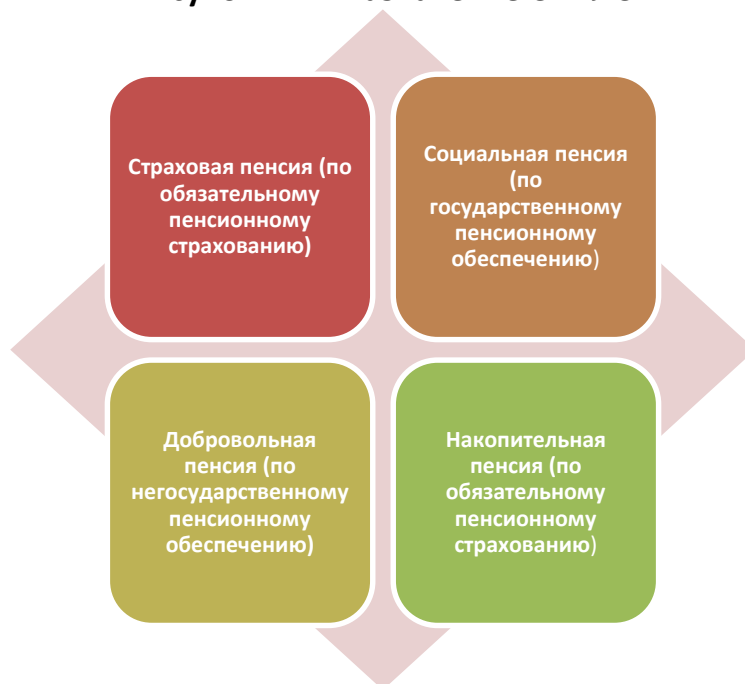 Страховая пенсия (по
обязательному
пенсионному
страхованию)
Социальная пенсия
(по
государственному
пенсионному
обеспечению)
Добровольная
пенсия (по
негосударственному
пенсионному
обеспечению)
Накопительная
пенсия (по
обязательному
пенсионному
страхованию)